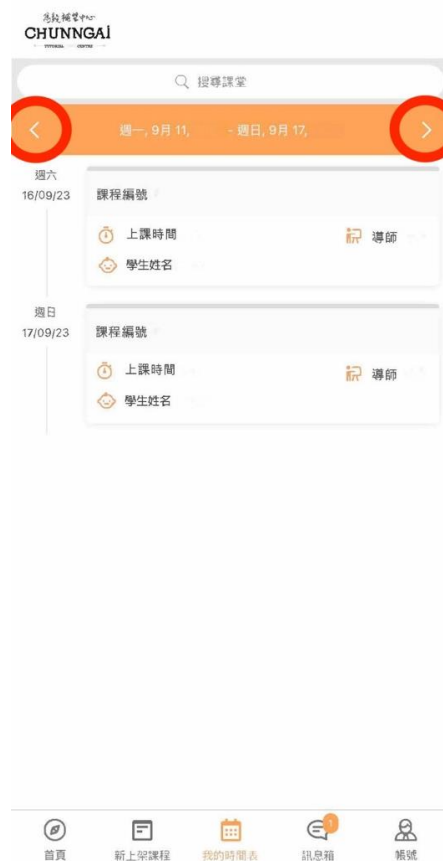 CHUNNGAI
搜尋課堂
週一, 9月 11, - 週日, 9月 17,
週六
16/09/23
課程編號
上課時間
導師
學生姓名
週日
17/09/23
課程編號
上課時間
導師
學生姓名
1
首頁
新上架課程
我的時間表
訊息箱
帳號